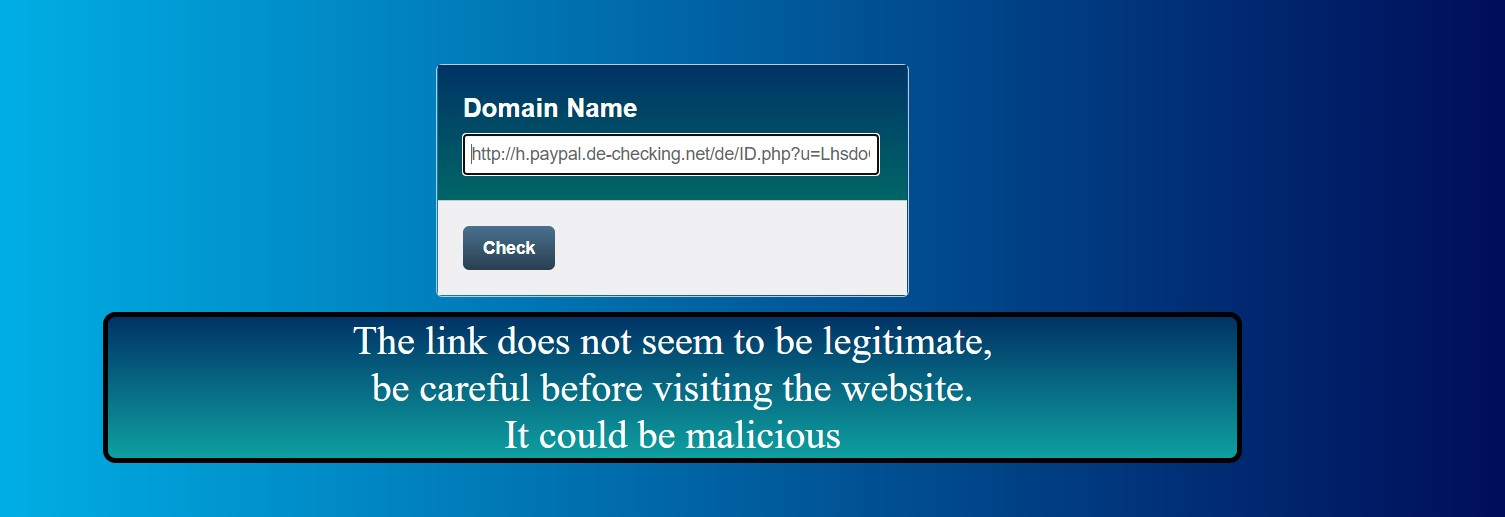 Domain Name
http://h.paypal.de-checking.net/de/ID.php?u=Lhsdo
Check
The link does not seem to be legitimate,
be careful before visiting the website.
It could be malicious